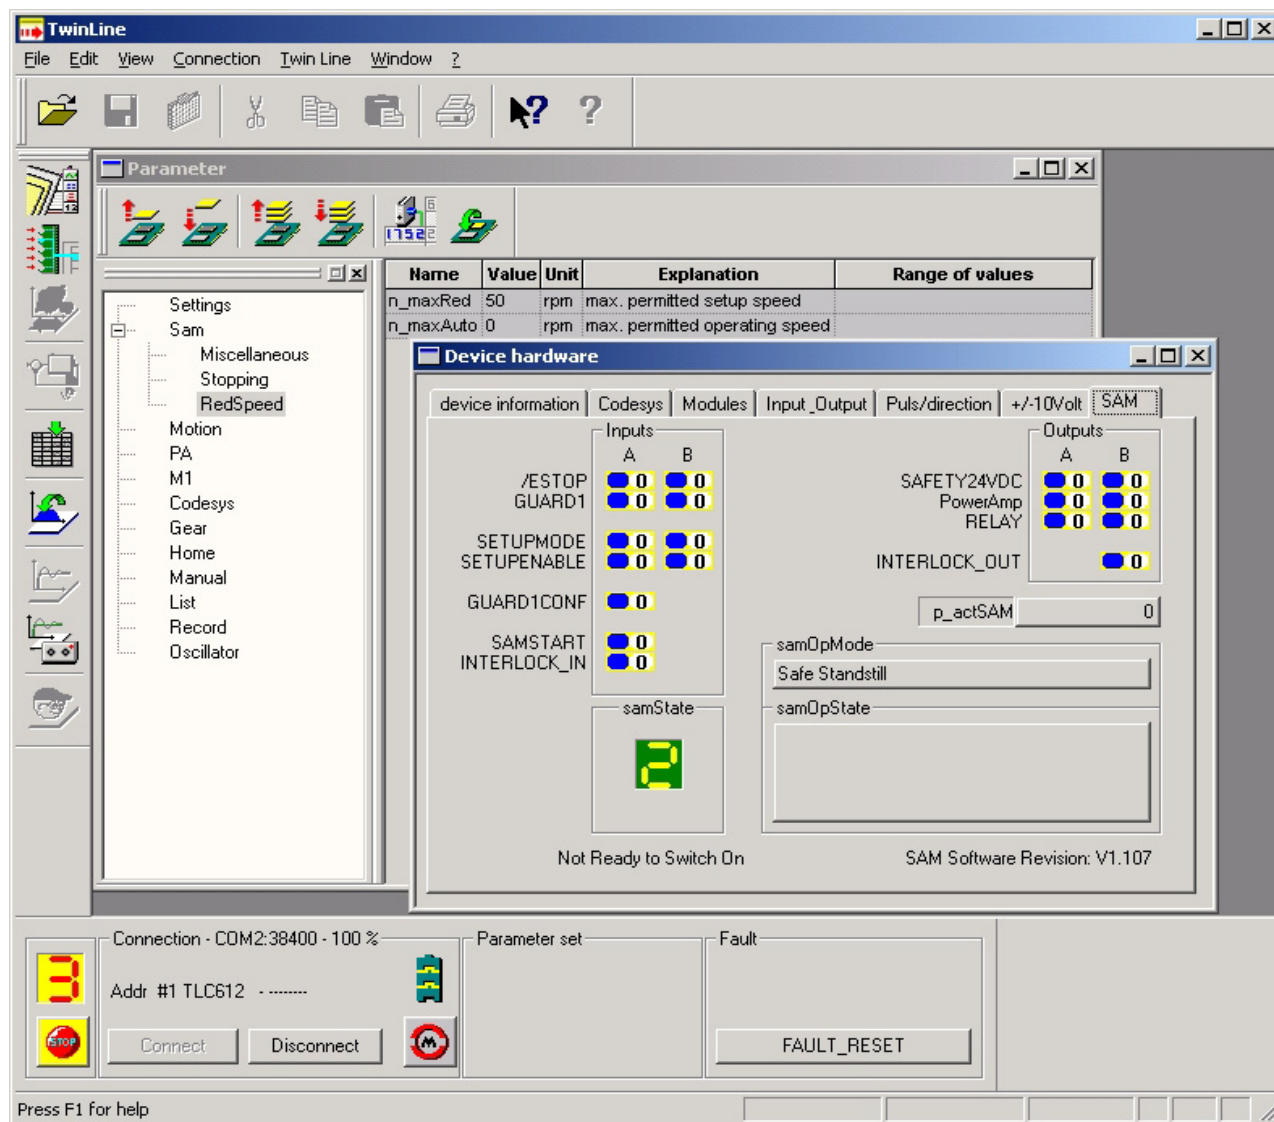 TwinLine
File Edit View Connection Twin Line Window ?
Parameter
Name Value Unit Explanation Range of values
n_maxRed 50 rpm max. permitted setup speed
n_maxAuto 0 rpm max. permitted operating speed
Settings
Sam
Miscellaneous
Stopping
RedSpeed
Motion
PA
M1
Codesys
Gear
Home
Manual
List
Record
Oscillator
Device hardware
device information Codesys Modules Input_Output Puls/direction +/-10Volt SAM
Inputs
A B
/ESTOP 0 0
GUARD1 0 0
SETUPMODE 0 0
SETUPENABLE 0 0
GUARD1CONF 0
SAMSTART 0
INTERLOCK_IN 0
Outputs
A B
SAFETY24VDC 0 0
PowerAmp 0 0
RELAY 0 0
INTERLOCK_OUT 0
p_actSAM 0
samOpMode
Safe Standstill
samState
2
samOpState
Not Ready to Switch On
SAM Software Revision: V1.107
3
STOP
Connection - COM2:38400 - 100 %
Addr #1 TLC612 - --------
Connect Disconnect
M
Parameter set
Fault
FAULT_RESET
Press F1 for help